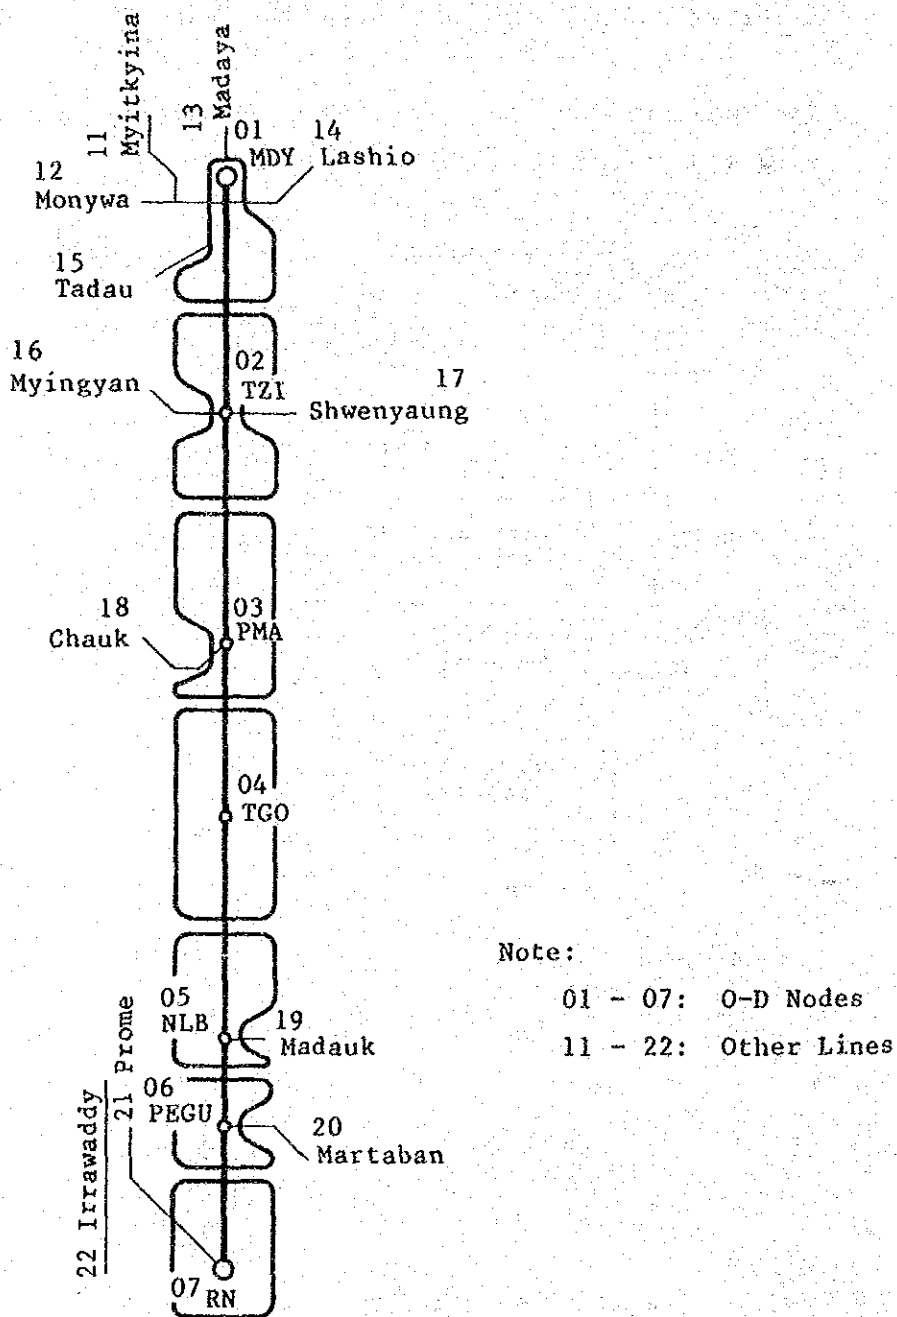 11 Myitkyina
13 Madaya
01
MDY
14
Lashio
12
Monywa
15
Tadau
16
Myingyan
02
TZI
17
Shwenyaung
18
Chauk
03
PMA
04
TGO
05
NLB
19
Madauk
21 Prome
22 Irrawaddy
06
PEGU
20
Martaban
07
RN
Note:
01 - 07: O-D Nodes
11 - 22: Other Lines